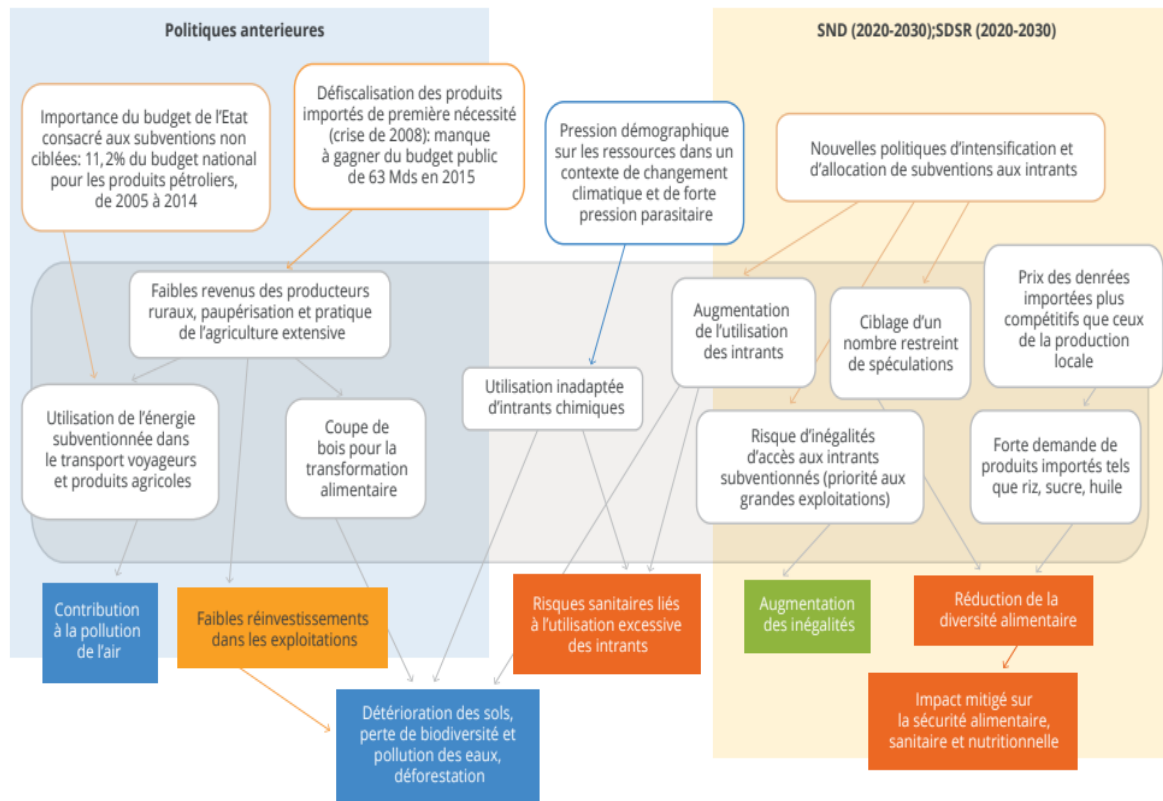 Politiques anterieures
SND (2020-2030);SDSR (2020-2030)
Importance du budget de l'Etat
consacré aux subventions non
ciblées: 11,2% du budget national
pour les produits pétroliers,
de 2005 à 2014
Défiscalisation des produits
importés de première nécessité
(crise de 2008): manque
à gagner du budget public
de 63 Mds en 2015
Pression démographique
sur les ressources dans un
contexte de changement
climatique et de forte
pression parasitaire
Nouvelles politiques d'intensification et
d'allocation de subventions aux intrants
Faibles revenus des producteurs
ruraux, paupérisation et pratique
de l'agriculture extensive
Augmentation
de l'utilisation
des intrants
Ciblage d'un
nombre restreint
de spéculations
Prix des denrées
importées plus
compétitifs que ceux
de la production
locale
Utilisation de l'énergie
subventionnée dans
le transport voyageurs
et produits agricoles
Coupe de
bois pour la
transformation
alimentaire
Utilisation inadaptée
d'intrants chimiques
Risque d'inégalités
d'accès aux intrants
subventionnés (priorité aux
grandes exploitations)
Forte demande de
produits importés tels
que riz, sucre, huile
Contribution
à la pollution
de l'air
Faibles réinvestissements
dans les exploitations
Risques sanitaires liés
à l'utilisation excessive
des intrants
Augmentation
des inégalités
Réduction de la
diversité alimentaire
Détérioration des sols,
perte de biodiversité et
pollution des eaux,
déforestation
Impact mitigé sur
la sécurité alimentaire,
sanitaire et nutritionnelle